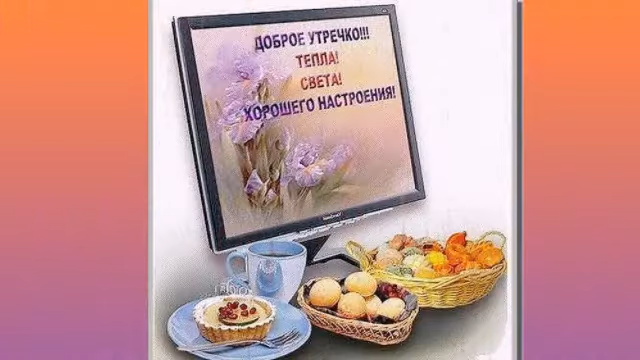 ДОБРОЕ УТРЕЧКО!!!
ТЕПЛА!
СВЕТА!
ХОРОШЕГО НАСТРОЕНИЯ!